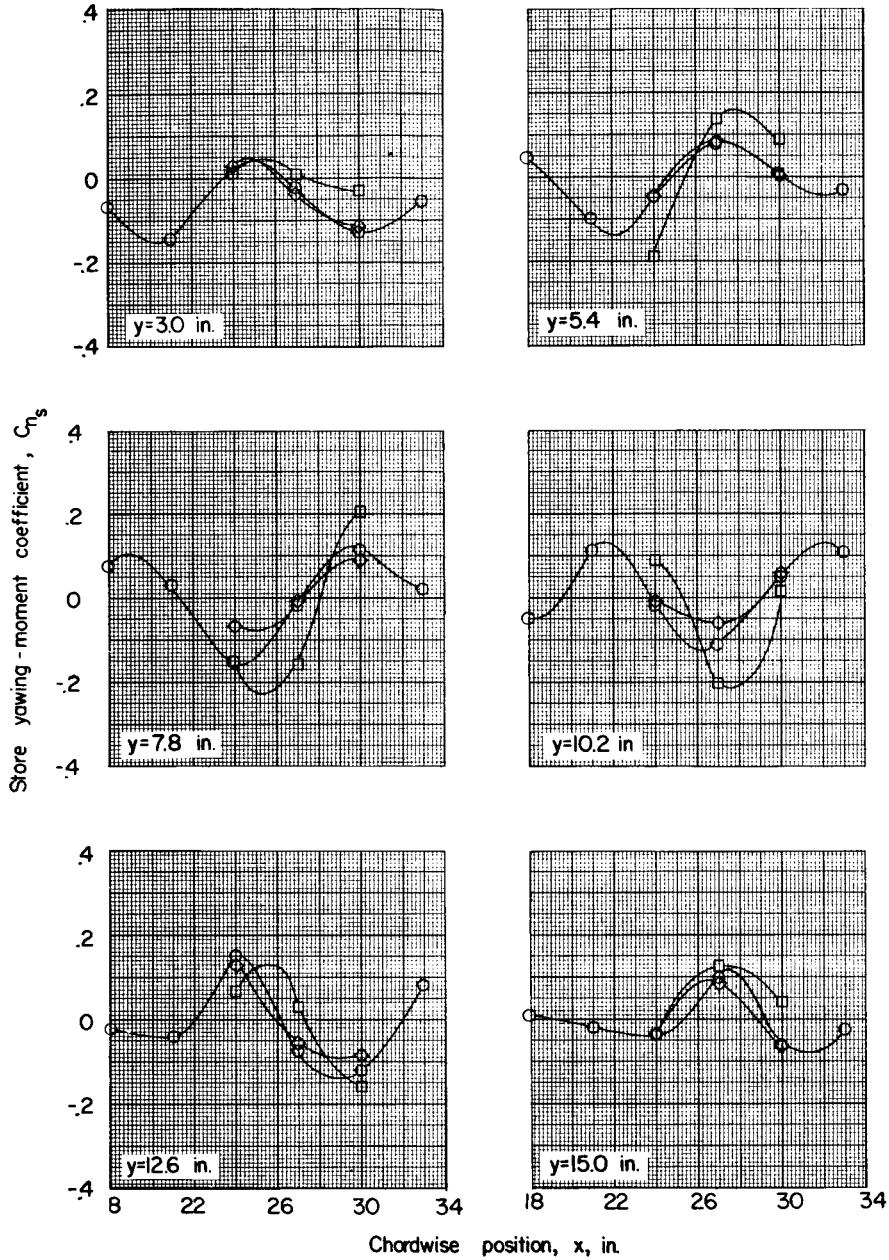 .4
.2
0
-.2
-.4
y=3.0 in.
y=5.4 in.
Store yawing-moment coefficient, Cns
.4
.2
0
-.2
-.4
y=7.8 in.
y=10.2 in
.4
.2
0
-.2
-.4
y=12.6 in.
y=15.0 in.
8 22 26 30 34
18 22 26 30 34
Chordwise position, x, in.